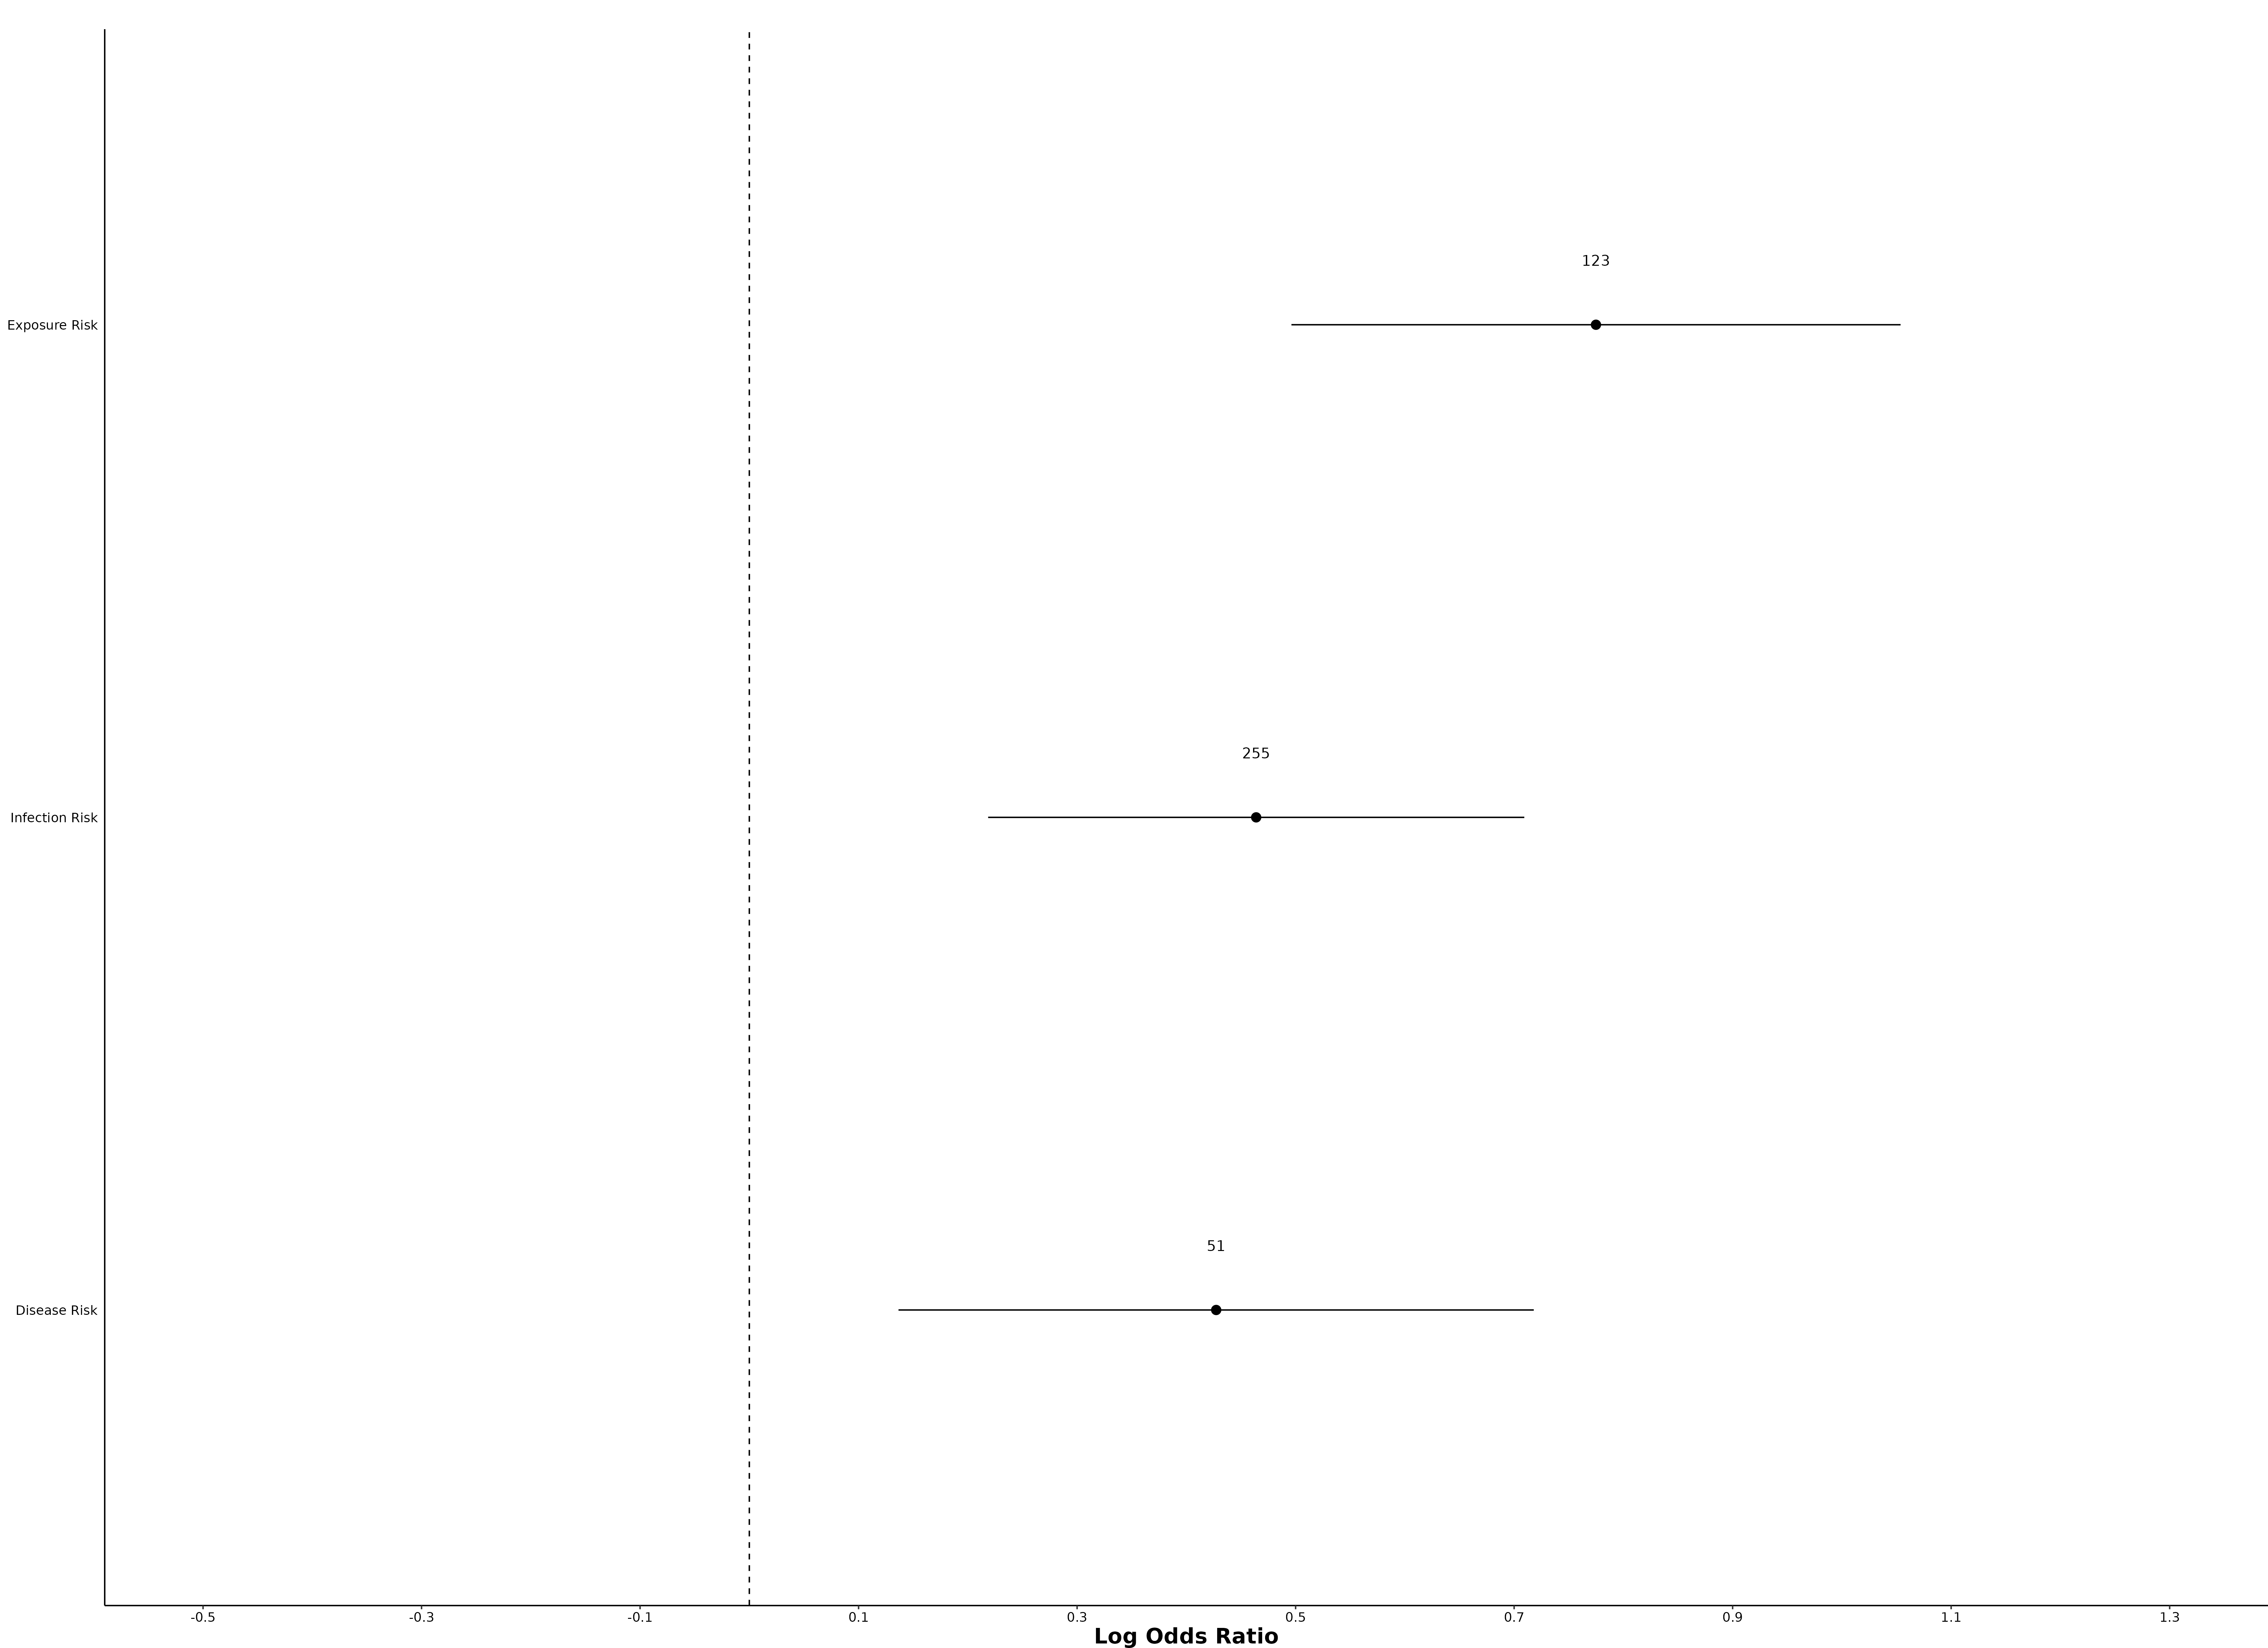 123
Exposure Risk
255
Infection Risk
51
Disease Risk
-0.5 -0.3 -0.1 0.1 0.3 0.5 0.7 0.9 1.1 1.3
Log Odds Ratio